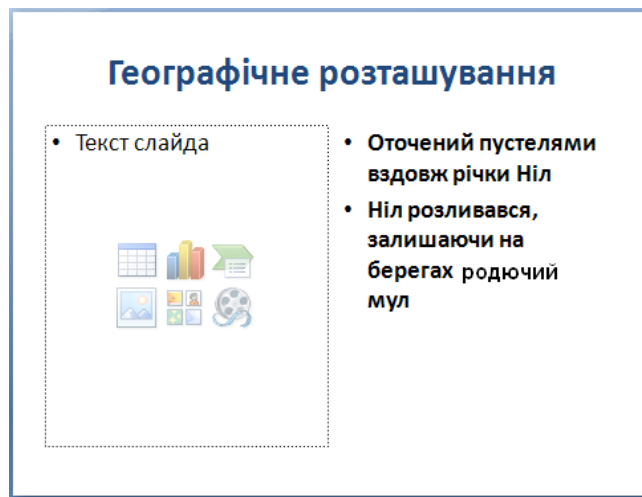 Географічне розташування
• Текст слайда
• Оточений пустелями
вздовж річки Ніл
• Ніл розливався,
залишаючи на
берегах родючий
мул